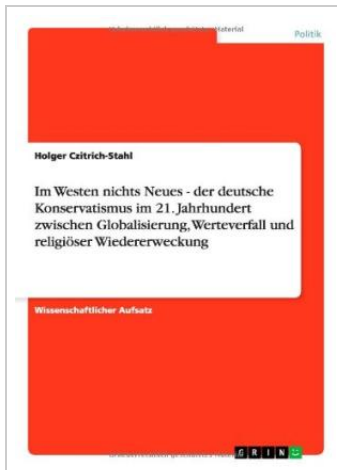 Politik
Holger Czitrich-Stahl
Im Westen nichts Neues - der deutsche
Konservatismus im 21. Jahrhundert
zwischen Globalisierung, Werteverfall und
religiöser Wiedererweckung
Wissenschaftlicher Aufsatz
GRIN